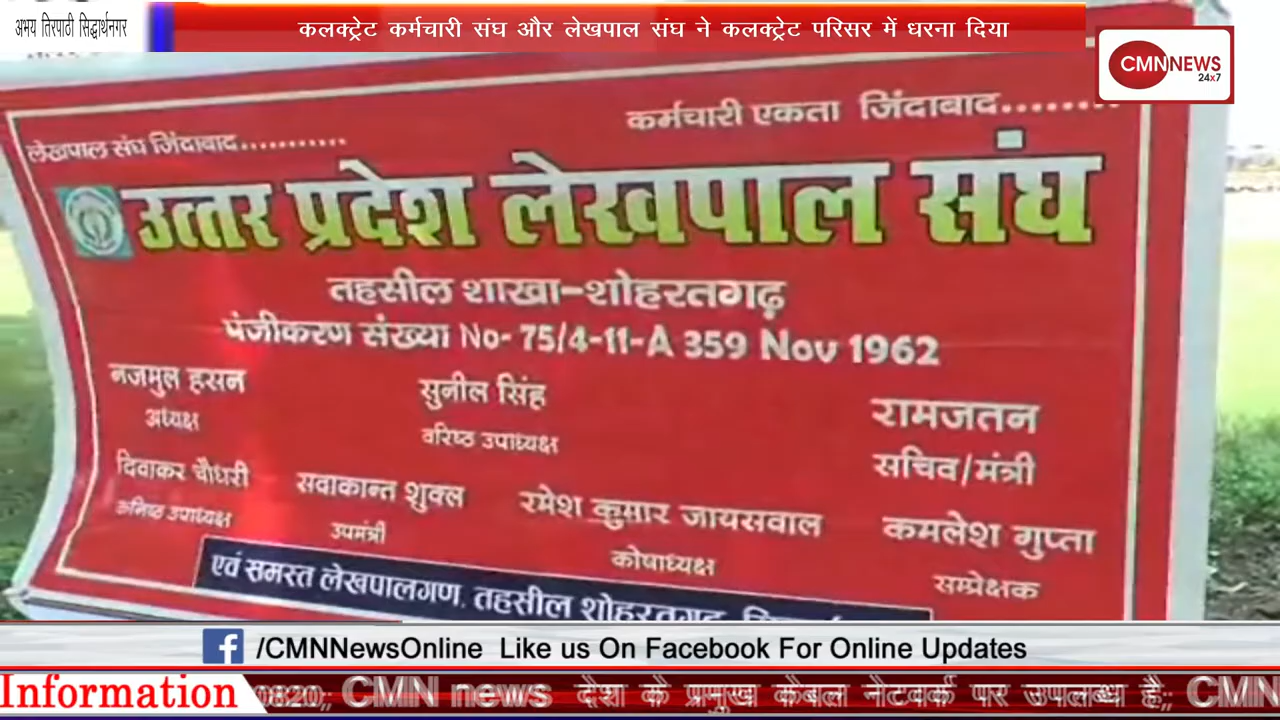 अभय तिरपाठी सिद्धार्थनगर
कलक्ट्रेट कर्मचारी संघ और लेखपाल संघ ने कलक्ट्रेट परिसर में धरना दिया
CMNNEWS
24x7
लेखपाल संघ जिंदाबाद...........
कर्मचारी एकता जिंदाबाद.........
उत्तर प्रदेश लेखपाल संघ
तहसील शाखा-शोहरतगढ़
पंजीकरण संख्या No- 75/4-11-A 359 Nov 1962
नजमुल हसन सुनील सिंह रामजतन
अध्यक्ष वरिष्ठ उपाध्यक्ष सचिव/मंत्री
दिवाकर चौधरी सवाकान्त शुक्ल रमेश कुमार जायसवाल कमलेश गुप्ता
कनिष्ठ उपाध्यक्ष उपमंत्री कोषाध्यक्ष सम्प्रेक्षक
एवं समस्त लेखपालगण, तहसील शोहरतगढ़
/CMNNewsOnline Like us On Facebook For Online Updates
Information 0820,, CMN news देश के प्रमुख केबल नेटवर्क पर उपलब्ध है,, CMN